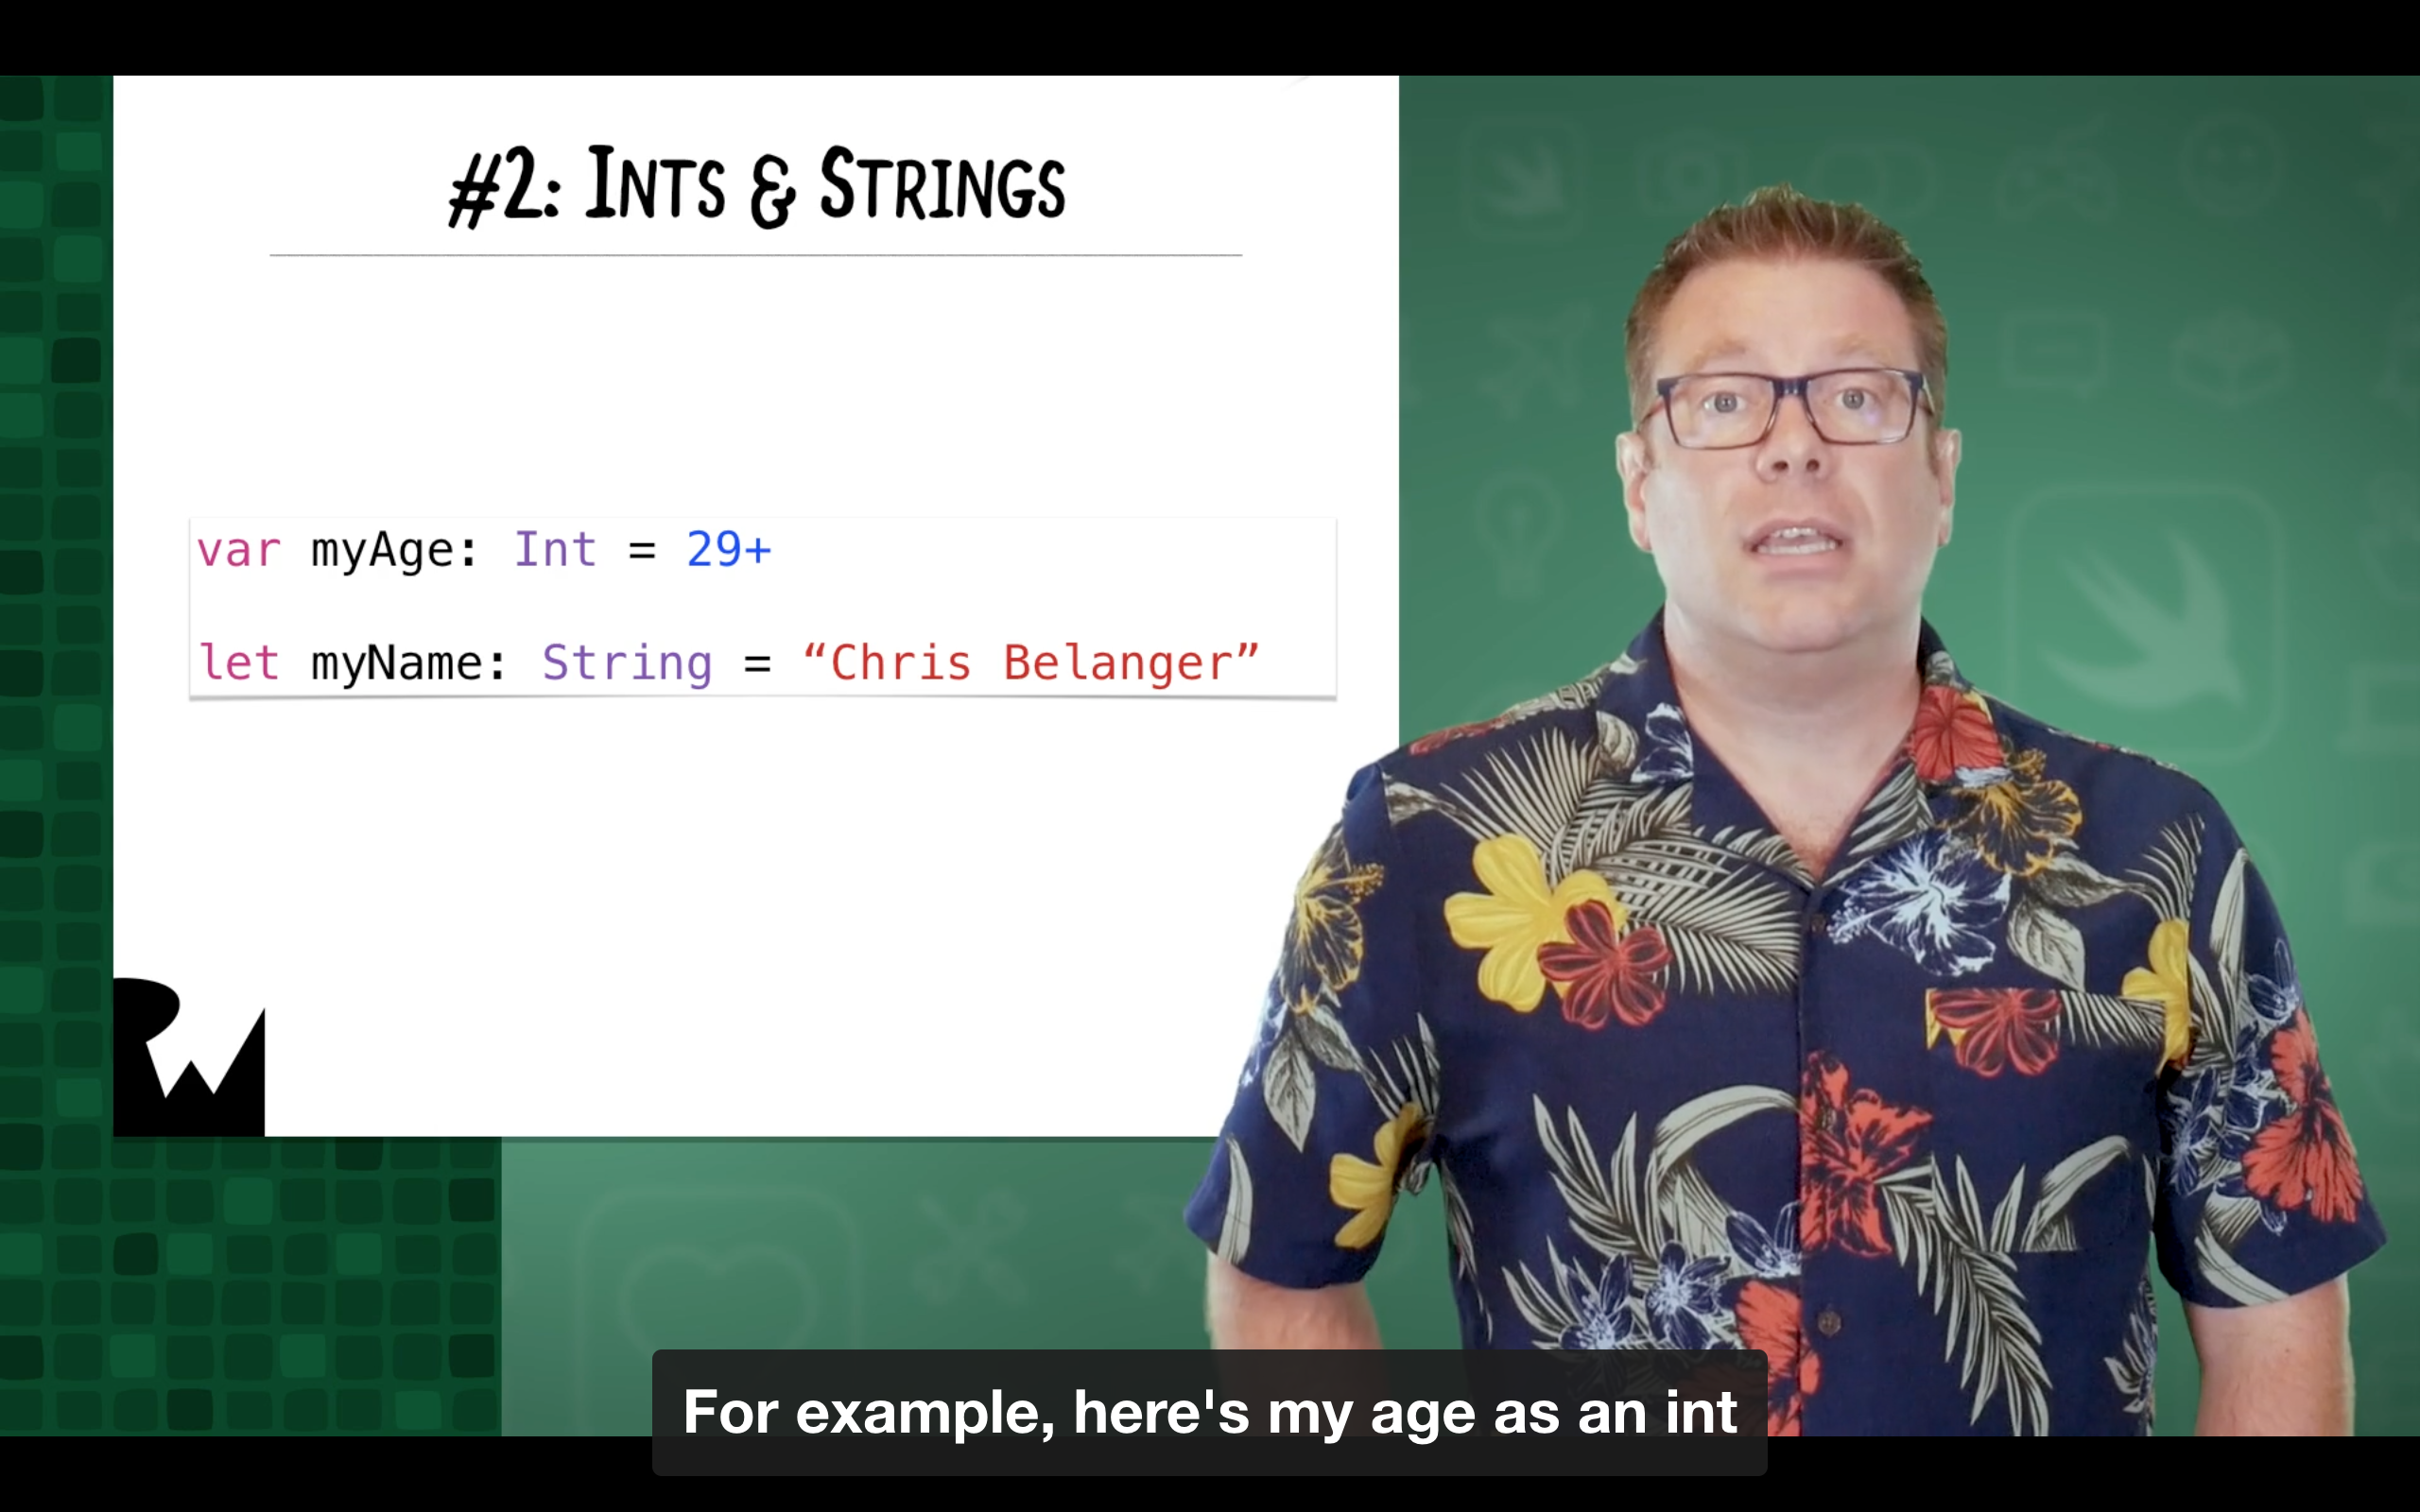 #2: INTS & STRINGS
var myAge: Int = 29+
let myName: String = “Chris Belanger”
RW
For example, here's my age as an int